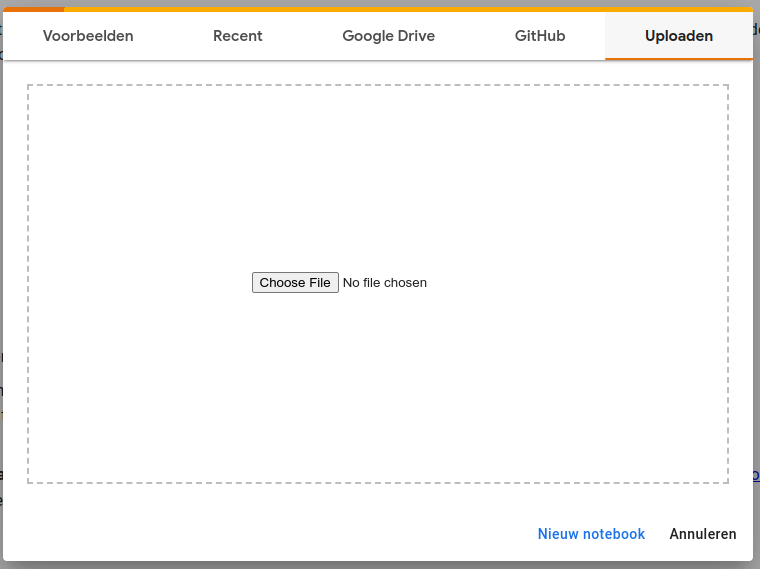 Voorbeelden Recent Google Drive GitHub Uploaden
Choose File No file chosen
Nieuw notebook Annuleren